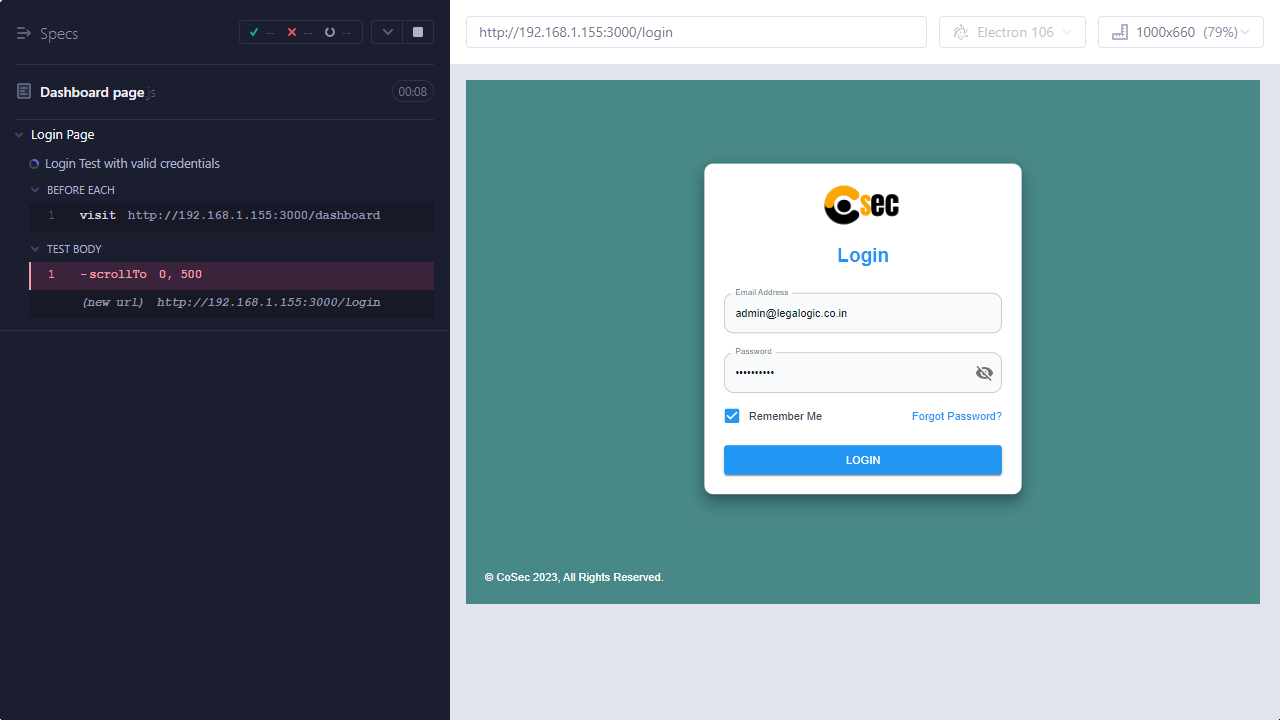 Specs
-- -- --
http://192.168.1.155:3000/login
Electron 106
1000x660 (79%)
Dashboard page.js
00:08
Login Page
Login Test with valid credentials
BEFORE EACH
1 visit http://192.168.1.155:3000/dashboard
TEST BODY
1 -scrollTo 0, 500
(new url) http://192.168.1.155:3000/login
Cosec
Login
Email Address
admin@legalogic.co.in
Password
••••••••••
Remember Me
Forgot Password?
LOGIN
© CoSec 2023, All Rights Reserved.